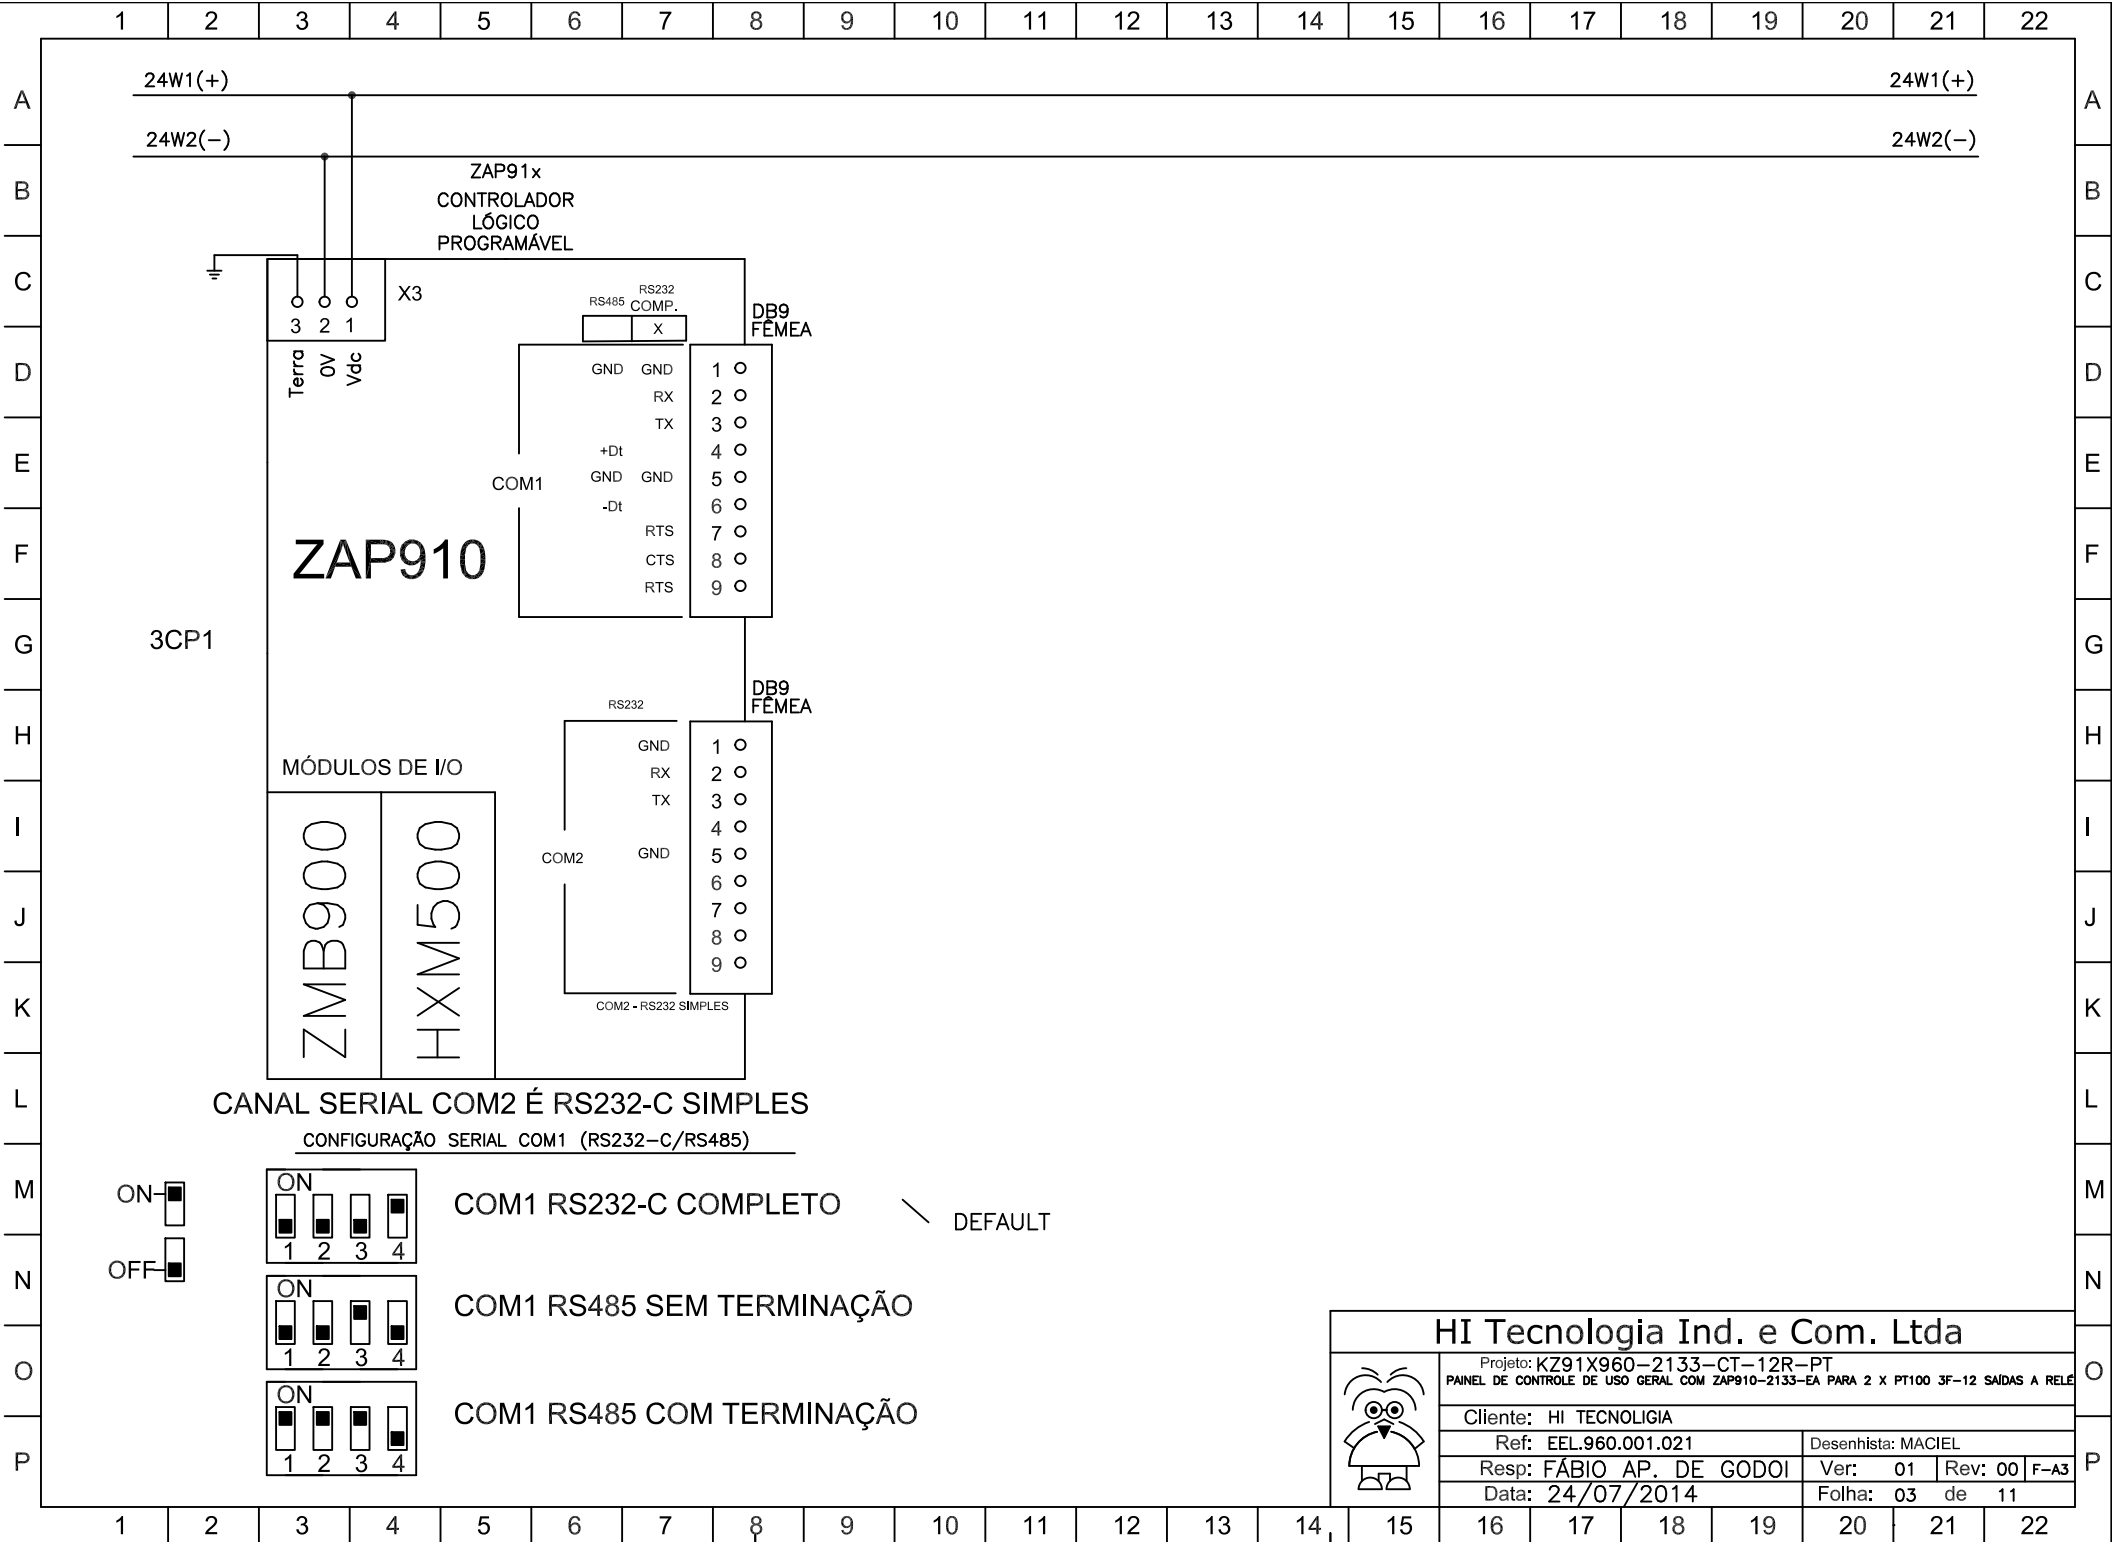 1 2 3 4 5 6 7 8 9 10 11 12 13 14 15 16 17 18 19 20 21 22
24W1(+) 24W1(+)
A A
24W2(−) 24W2(−)
ZAP91x
B B
CONTROLADOR
LÓGICO
PROGRAMÁVEL
C C
X3
RS232
RS485 COMP.
DB9
FÊMEA
3 2 1
X
Terra
0V
Vdc
D D
GND GND 1
RX 2
TX 3
+Dt 4
E E
COM1
GND GND 5
-Dt 6
RTS 7
F F
ZAP910
CTS 8
RTS 9
3CP1
G G
DB9
FÊMEA
RS232
H H
GND 1
MÓDULOS DE I/O
RX 2
TX 3
I I
4
COM2
GND 5
6
ZMB900
HXM500
J J
7
8
9
K K
COM2 - RS232 SIMPLES
L L
CANAL SERIAL COM2 É RS232-C SIMPLES
CONFIGURAÇÃO SERIAL COM1 (RS232−C/RS485)
M M
ON
ON
1 2 3 4
COM1 RS232-C COMPLETO
DEFAULT
OFF
N N
ON
1 2 3 4
COM1 RS485 SEM TERMINAÇÃO
O O
ON
1 2 3 4
COM1 RS485 COM TERMINAÇÃO
P P
HI Tecnologia Ind. e Com. Ltda
Projeto: KZ91X960−2133−CT−12R−PT
PAINEL DE CONTROLE DE USO GERAL COM ZAP910−2133−EA PARA 2 X PT100 3F−12 SAÍDAS A RELÉ
Cliente: HI TECNOLIGIA
Ref: EEL.960.001.021 Desenhista: MACIEL
Resp: FÁBIO AP. DE GODOI Ver: 01 Rev: 00 F−A3
Data: 24/07/2014 Folha: 03 de 11
1 2 3 4 5 6 7 8 9 10 11 12 13 14 15 16 17 18 19 20 21 22